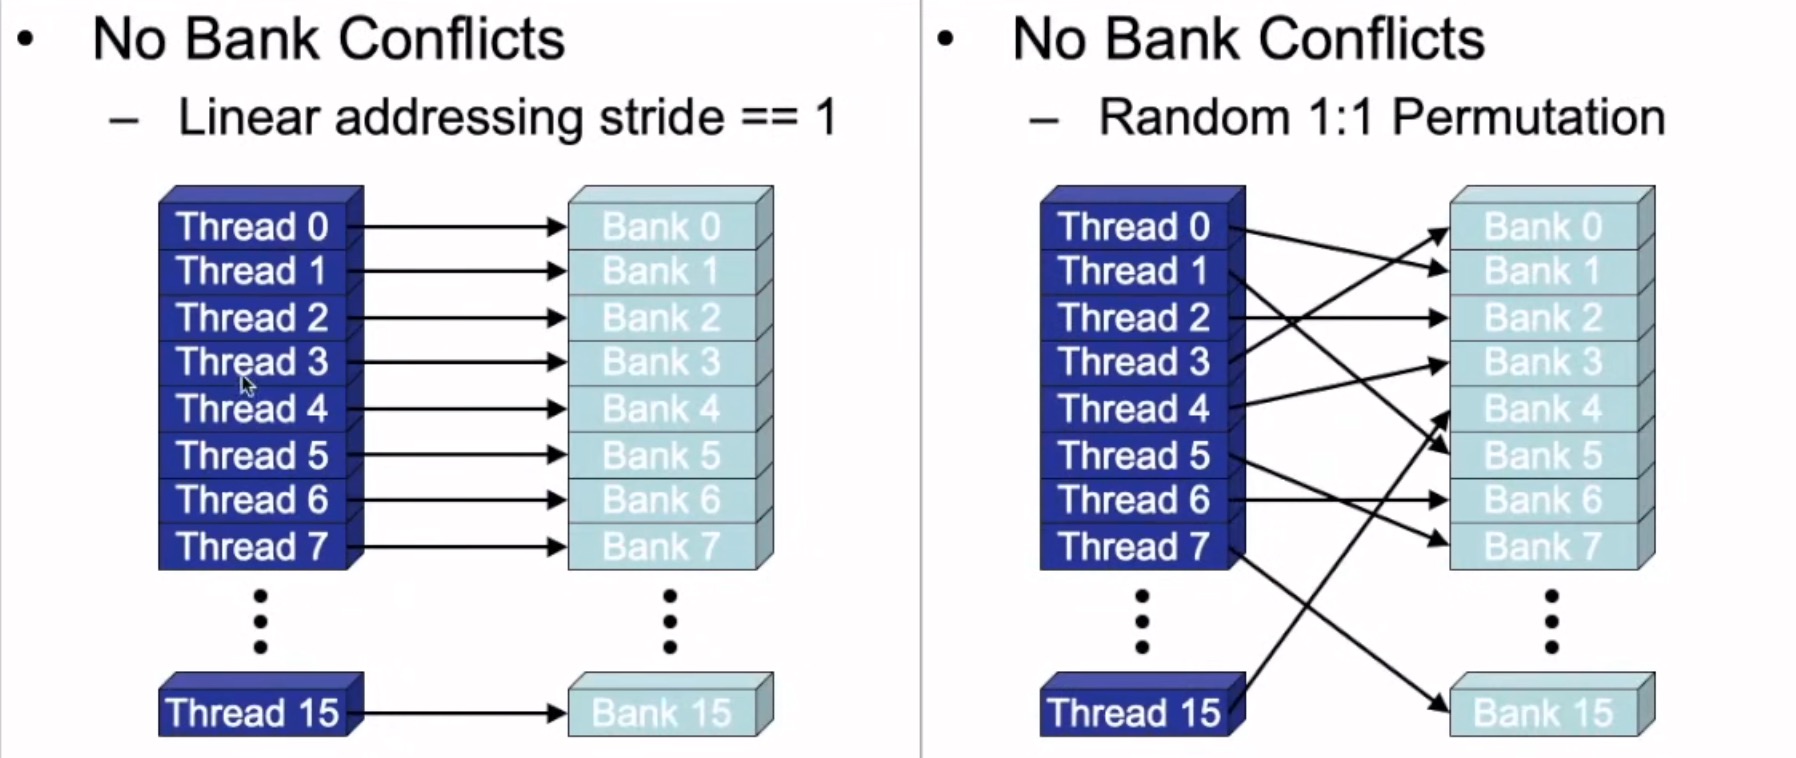 • No Bank Conflicts
– Linear addressing stride == 1
Thread 0
Thread 1
Thread 2
Thread 3
Thread 4
Thread 5
Thread 6
Thread 7
Thread 15
Bank 0
Bank 1
Bank 2
Bank 3
Bank 4
Bank 5
Bank 6
Bank 7
Bank 15
• No Bank Conflicts
– Random 1:1 Permutation
Thread 0
Thread 1
Thread 2
Thread 3
Thread 4
Thread 5
Thread 6
Thread 7
Thread 15
Bank 0
Bank 1
Bank 2
Bank 3
Bank 4
Bank 5
Bank 6
Bank 7
Bank 15